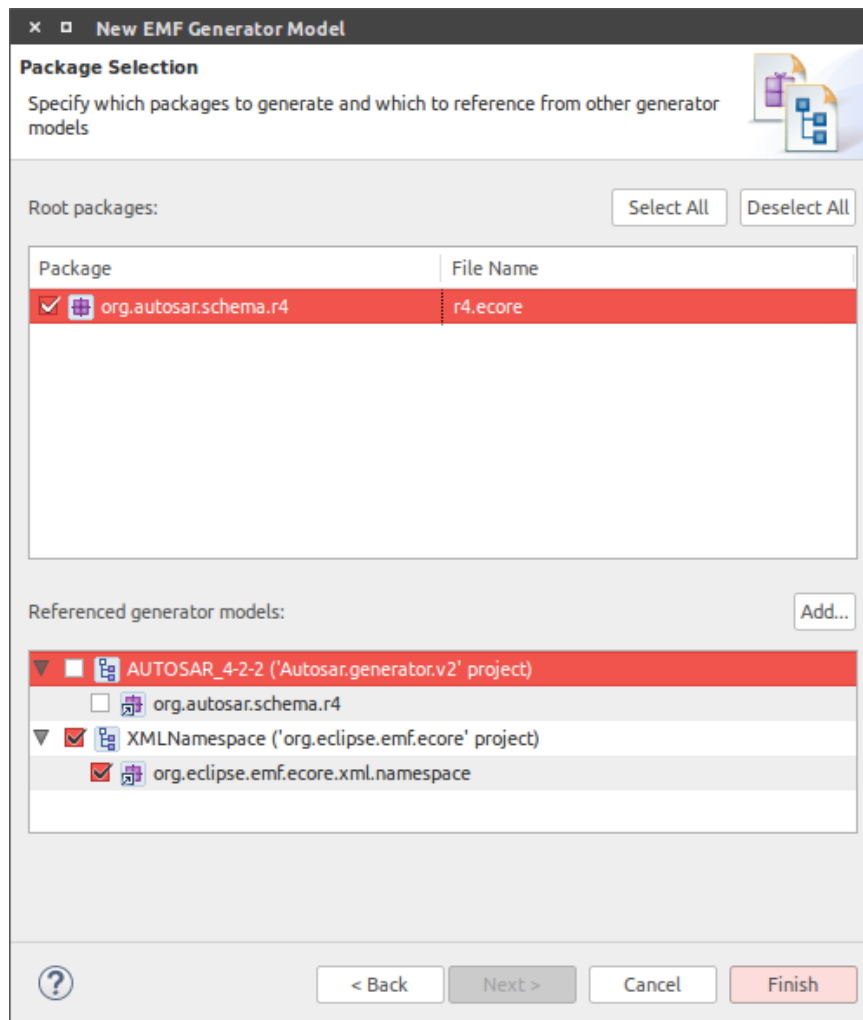 New EMF Generator Model
Package Selection
Specify which packages to generate and which to reference from other generator
models
Root packages:
Select All
Deselect All
Package
File Name
org.autosar.schema.r4
r4.ecore
Referenced generator models:
Add...
AUTOSAR_4-2-2 ('Autosar.generator.v2' project)
org.autosar.schema.r4
XMLNamespace ('org.eclipse.emf.ecore' project)
org.eclipse.emf.ecore.xml.namespace
?
< Back
Next >
Cancel
Finish